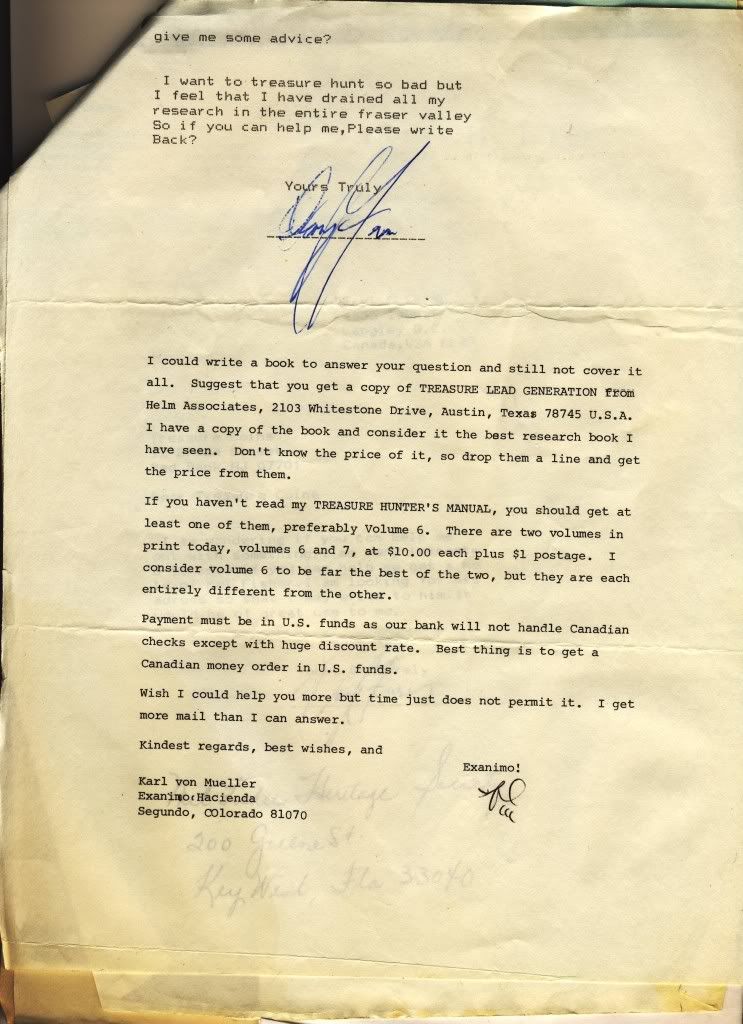 give me some advice?
I want to treasure hunt so bad but
I feel that I have drained all my
research in the entire fraser valley
So if you can help me,Please write
Back?
Yours Truly
I could write a book to answer your question and still not cover it
all. Suggest that you get a copy of TREASURE LEAD GENERATION from
Helm Associates, 2103 Whitestone Drive, Austin, Texas 78745 U.S.A.
I have a copy of the book and consider it the best research book I
have seen. Don't know the price of it, so drop them a line and get
the price from them.
If you haven't read my TREASURE HUNTER'S MANUAL, you should get at
least one of them, preferably Volume 6. There are two volumes in
print today, volumes 6 and 7, at $10.00 each plus $1 postage. I
consider volume 6 to be far the best of the two, but they are each
entirely different from the other.
Payment must be in U.S. funds as our bank will not handle Canadian
checks except with huge discount rate. Best thing is to get a
Canadian money order in U.S. funds.
Wish I could help you more but time just does not permit it. I get
more mail than I can answer.
Kindest regards, best wishes, and
Exanimo!
Karl von Mueller
Exanimo Hacienda
Segundo, COlorado 81070
Heritage
200 Greene St.
Key West, Fla 33040